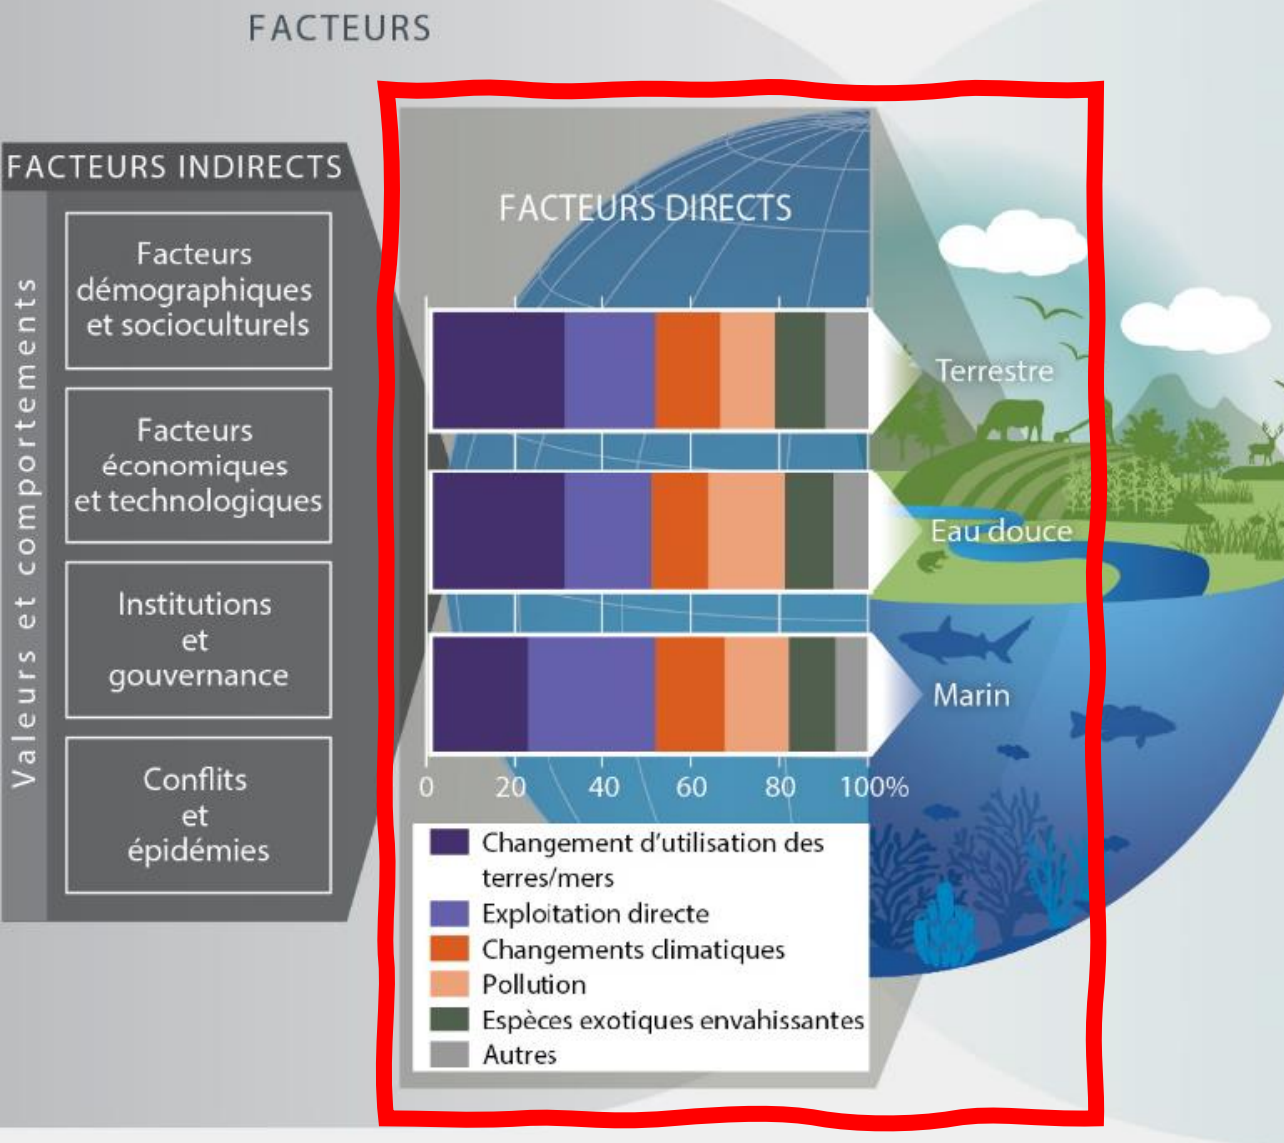 FACTEURS
FACTEURS INDIRECTS
Valeurs et comportements
Facteurs
démographiques
et socioculturels
Facteurs
économiques
et technologiques
Institutions
et
gouvernance
Conflits
et
épidémies
FACTEURS DIRECTS
Terrestre
Eau douce
Marin
0 20 40 60 80 100%
Changement d'utilisation des
terres/mers
Exploitation directe
Changements climatiques
Pollution
Espèces exotiques envahissantes
Autres